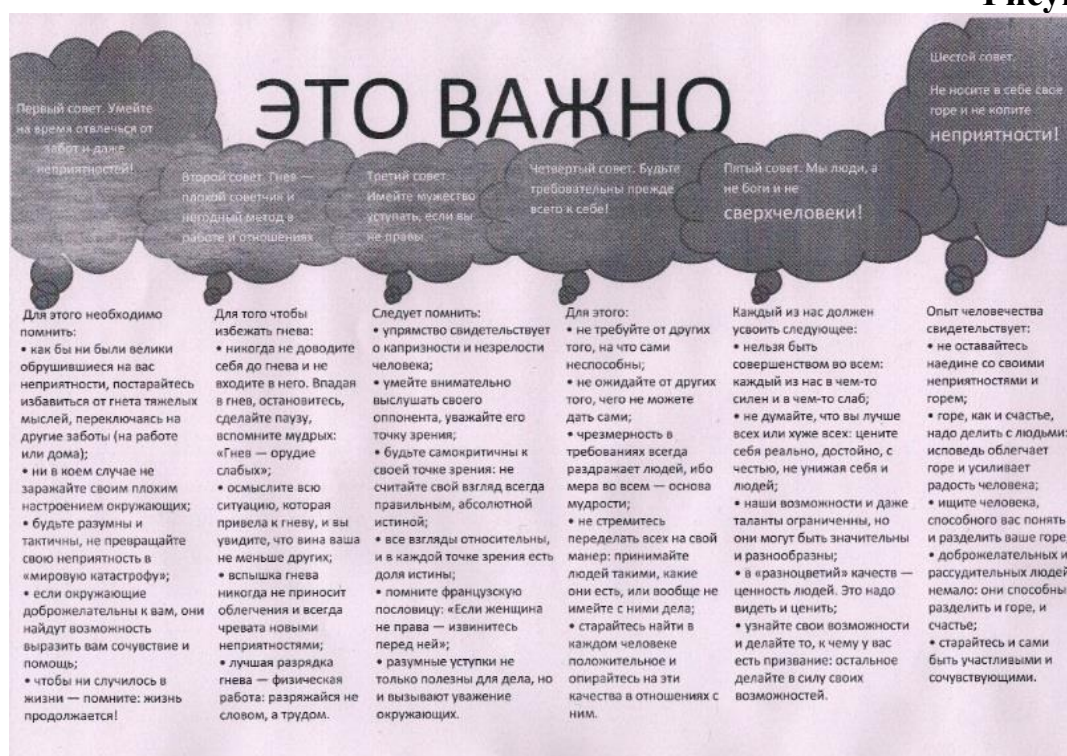 ЭТО ВАЖНО
Первый совет. Умейте
на время отвлечься от
забот и даже
неприятностей!
Второй совет. Гнев —
плохой советчик и
негодный метод в
работе и отношениях
Третий совет.
Имейте мужество
уступать, если вы
не правы
Четвертый совет. Будьте
требовательны прежде
всего к себе!
Пятый совет. Мы люди, а
не боги и не
сверхчеловеки!
Шестой совет.
Не носите в себе свое
горе и не копите
неприятности!
Для этого необходимо
помнить:
• как бы ни были велики
обрушившиеся на вас
неприятности, постарайтесь
избавиться от гнета тяжелых
мыслей, переключаясь на
другие заботы (на работе
или дома);
• ни в коем случае не
заражайте своим плохим
настроением окружающих;
• будьте разумны и
тактичны, не превращайте
свою неприятность в
«мировую катастрофу»;
• если окружающие
доброжелательны к вам, они
найдут возможность
выразить вам сочувствие и
помощь;
• чтобы ни случилось в
жизни — помните: жизнь
продолжается!
Для того чтобы
избежать гнева:
• никогда не доводите
себя до гнева и не
входите в него. Впадая
в гнев, остановитесь,
сделайте паузу,
вспомните мудрых:
«Гнев — орудие
слабых»;
• осмыслите всю
ситуацию, которая
привела к гневу, и вы
увидите, что вина ваша
не меньше других;
• вспышка гнева
никогда не приносит
облегчения и всегда
чревата новыми
неприятностями;
• лучшая разрядка
гнева — физическая
работа: разряжайся не
словом, а трудом.
Следует помнить:
• упрямство свидетельствует
о капризности и незрелости
человека;
• умейте внимательно
выслушать своего
оппонента, уважайте его
точку зрения;
• будьте самокритичны к
своей точке зрения: не
считайте свой взгляд всегда
правильным, абсолютной
истиной;
• все взгляды относительны,
и в каждой точке зрения есть
доля истины;
• помните французскую
пословицу: «Если женщина
не права — извинитесь
перед ней»;
• разумные уступки не
только полезны для дела, но
и вызывают уважение
окружающих.
Для этого:
• не требуйте от других
того, на что сами
неспособны;
• не ожидайте от других
того, чего не можете
дать сами;
• чрезмерность в
требованиях всегда
раздражает людей, ибо
мера во всем — основа
мудрости;
• не стремитесь
переделать всех на свой
манер: принимайте
людей такими, какие
они есть, или вообще не
имейте с ними дела;
• старайтесь найти в
каждом человеке
положительное и
опирайтесь на эти
качества в отношениях с
ним.
Каждый из нас должен
усвоить следующее:
• нельзя быть
совершенством во всем:
каждый из нас в чем-то
силен и в чем-то слаб;
• не думайте, что вы лучше
всех или хуже всех: цените
себя реально, достойно, с
честью, не унижая себя и
людей;
• наши возможности и даже
таланты ограниченны, но
они могут быть значительны
и разнообразны;
• в «разноцветий» качеств —
ценность людей. Это надо
видеть и ценить;
• узнайте свои возможности
и делайте то, к чему у вас
есть призвание: остальное
делайте в силу своих
возможностей.
Опыт человечества
свидетельствует:
• не оставайтесь
наедине со своими
неприятностями и
горем;
• горе, как и счастье,
надо делить с людьми:
исповедь облегчает
горе и усиливает
радость человека;
• ищите человека,
способного вас понять
и разделить ваше горе
• доброжелательных и
рассудительных людей
немало: они способны
разделить и горе, и
счастье;
• старайтесь и сами
быть участливыми и
сочувствующими.